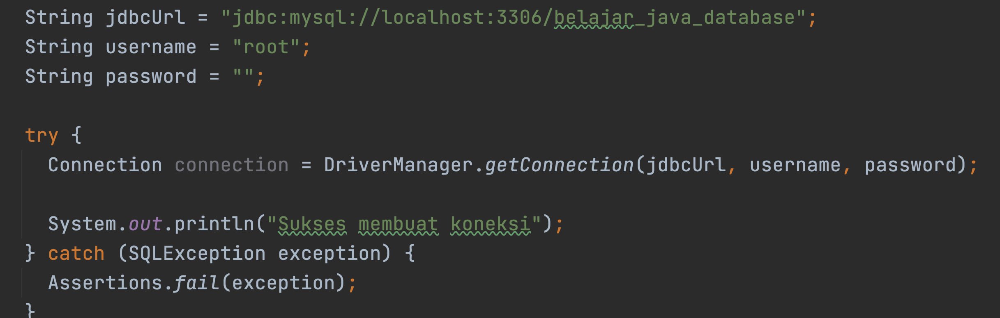 String jdbcUrl = "jdbc:mysql://localhost:3306/belajar_java_database";
String username = "root";
String password = "";
try {
Connection connection = DriverManager.getConnection(jdbcUrl, username, password);
System.out.println("Sukses membuat koneksi");
} catch (SQLException exception) {
Assertions.fail(exception);
}